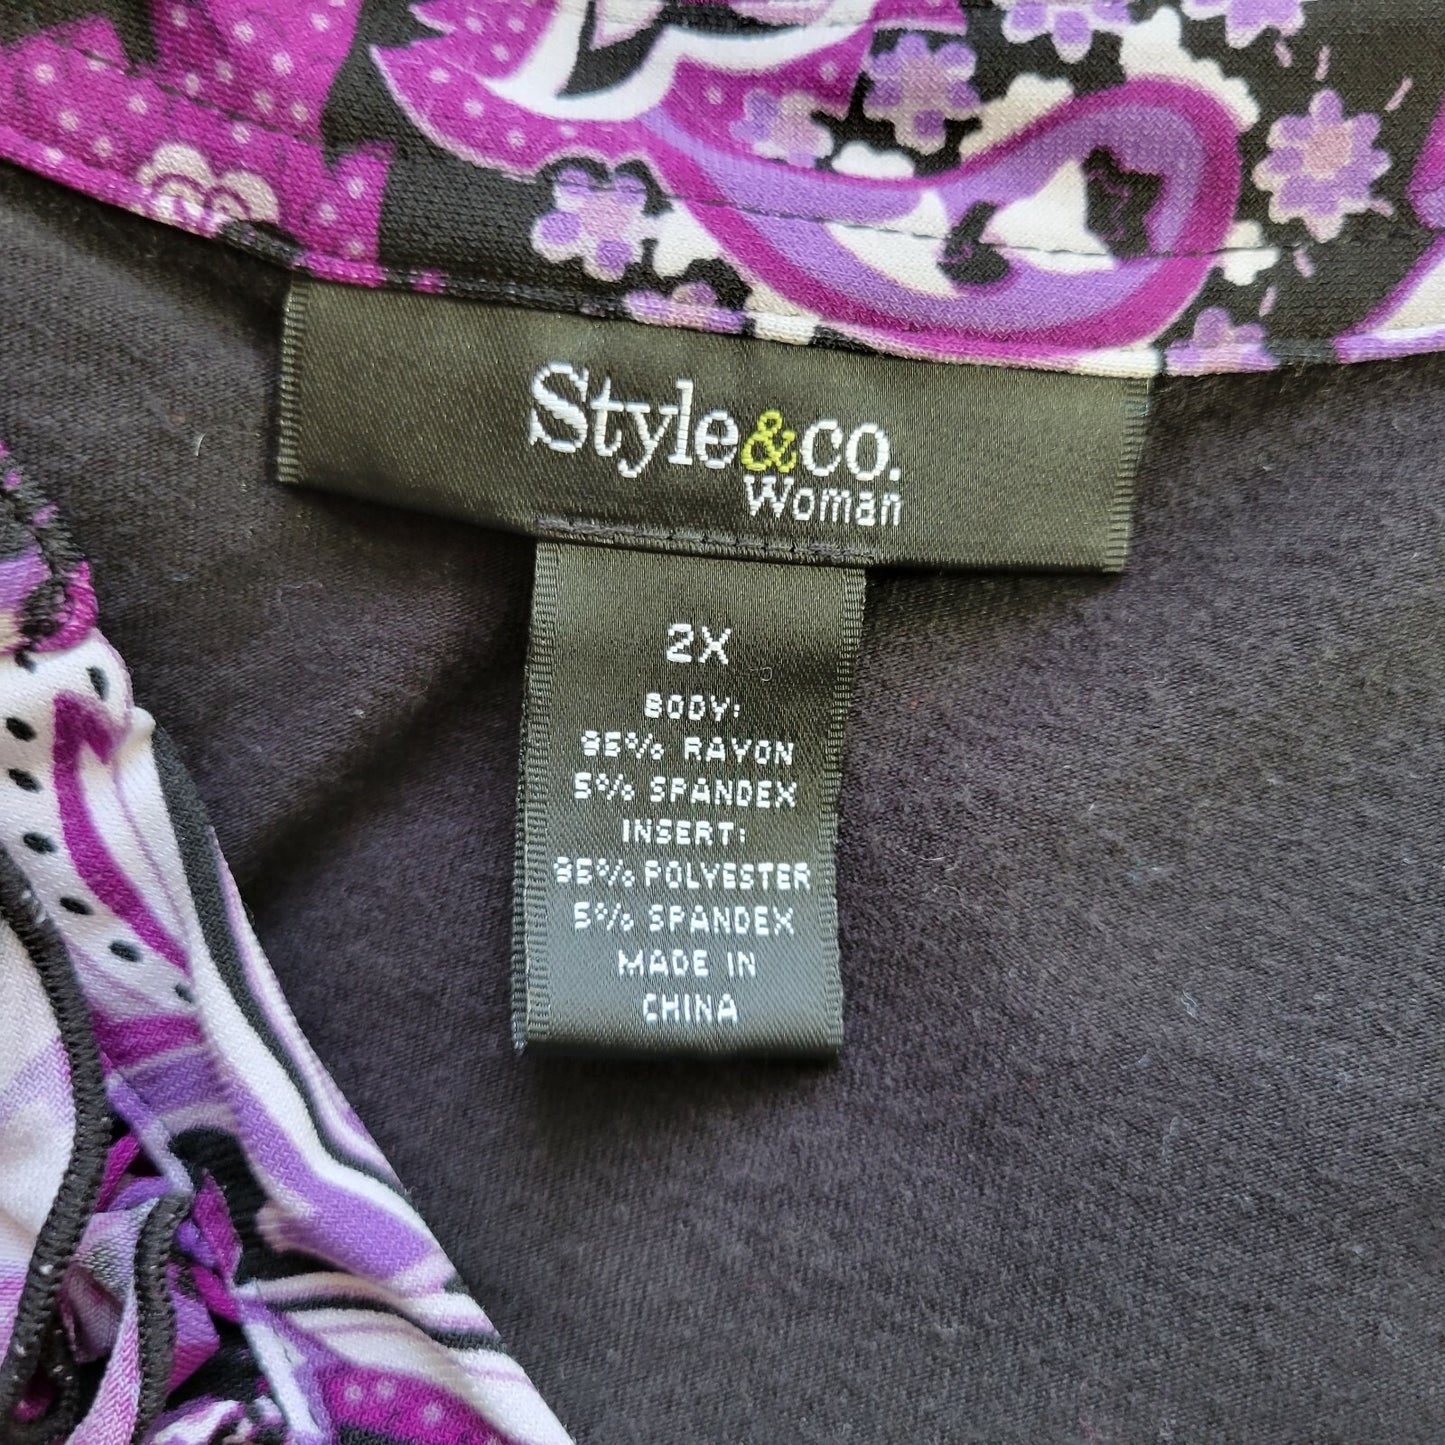 Style&co.
Woman
2X
BODY:
95% RAYON
5% SPANDEX
INSERT:
95% POLYESTER
5% SPANDEX
MADE IN
CHINA